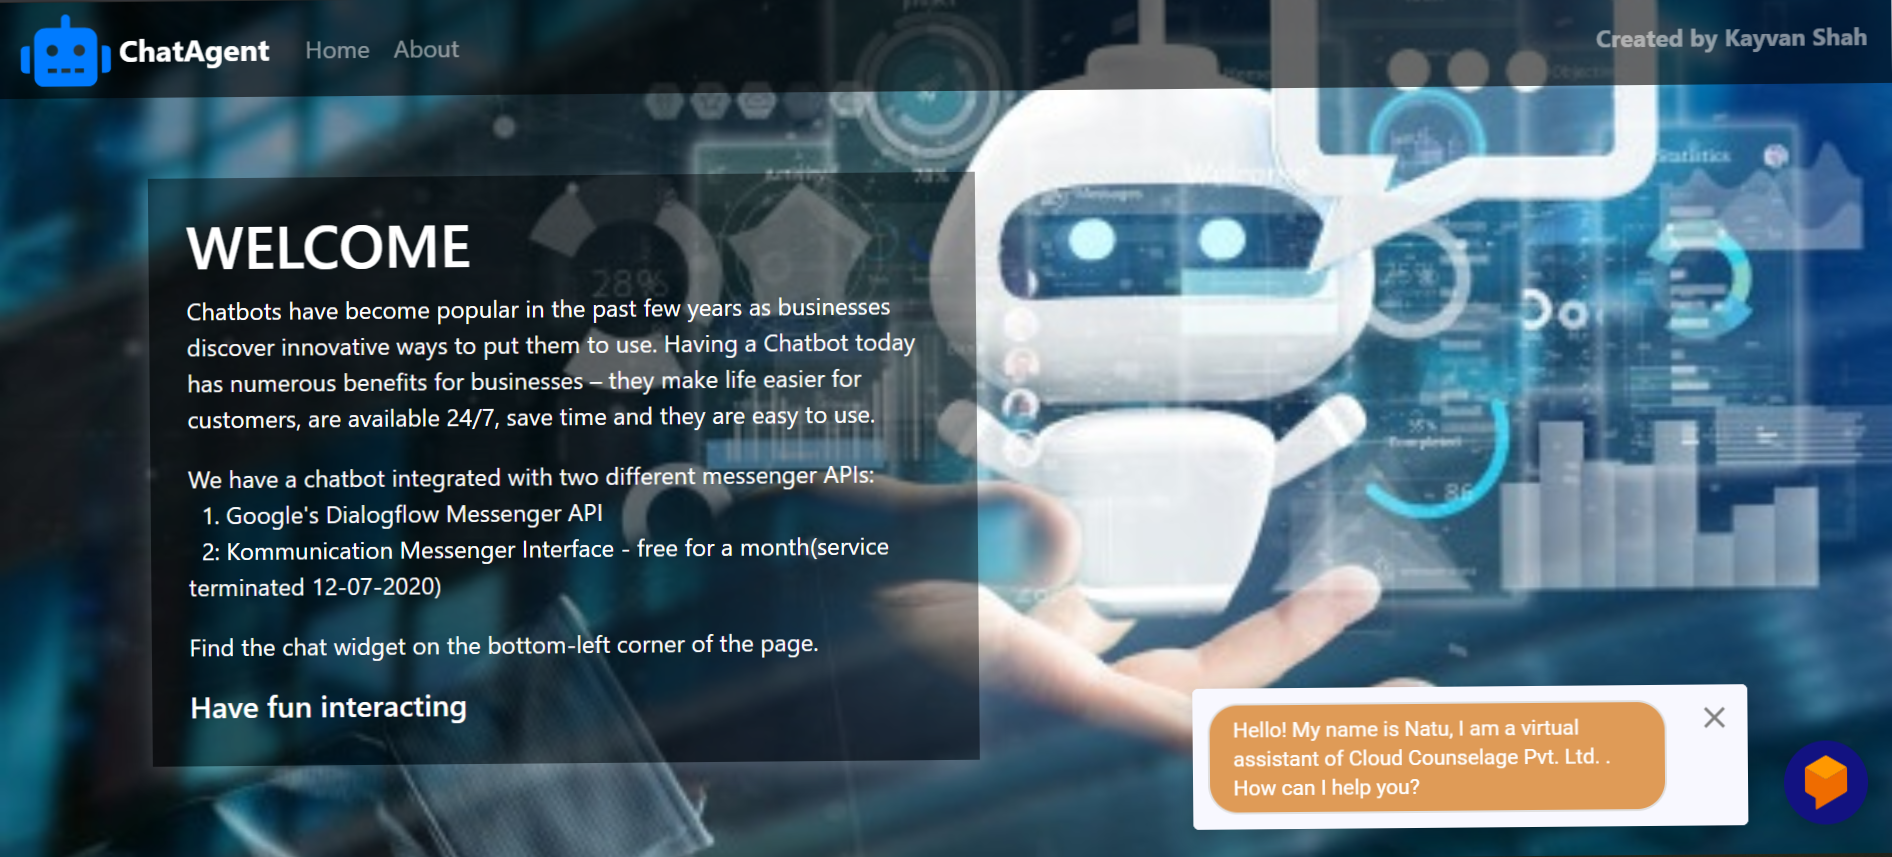 ChatAgent Home About
Created by Kayvan Shah
WELCOME
Chatbots have become popular in the past few years as businesses
discover innovative ways to put them to use. Having a Chatbot today
has numerous benefits for businesses – they make life easier for
customers, are available 24/7, save time and they are easy to use.
We have a chatbot integrated with two different messenger APIs:
1. Google's Dialogflow Messenger API
2: Kommunication Messenger Interface - free for a month(service
terminated 12-07-2020)
Find the chat widget on the bottom-left corner of the page.
Have fun interacting
28%
Activity
Messages
Welcome
Statistics
Hello! My name is Natu, I am a virtual
assistant of Cloud Counselage Pvt. Ltd. .
How can I help you?